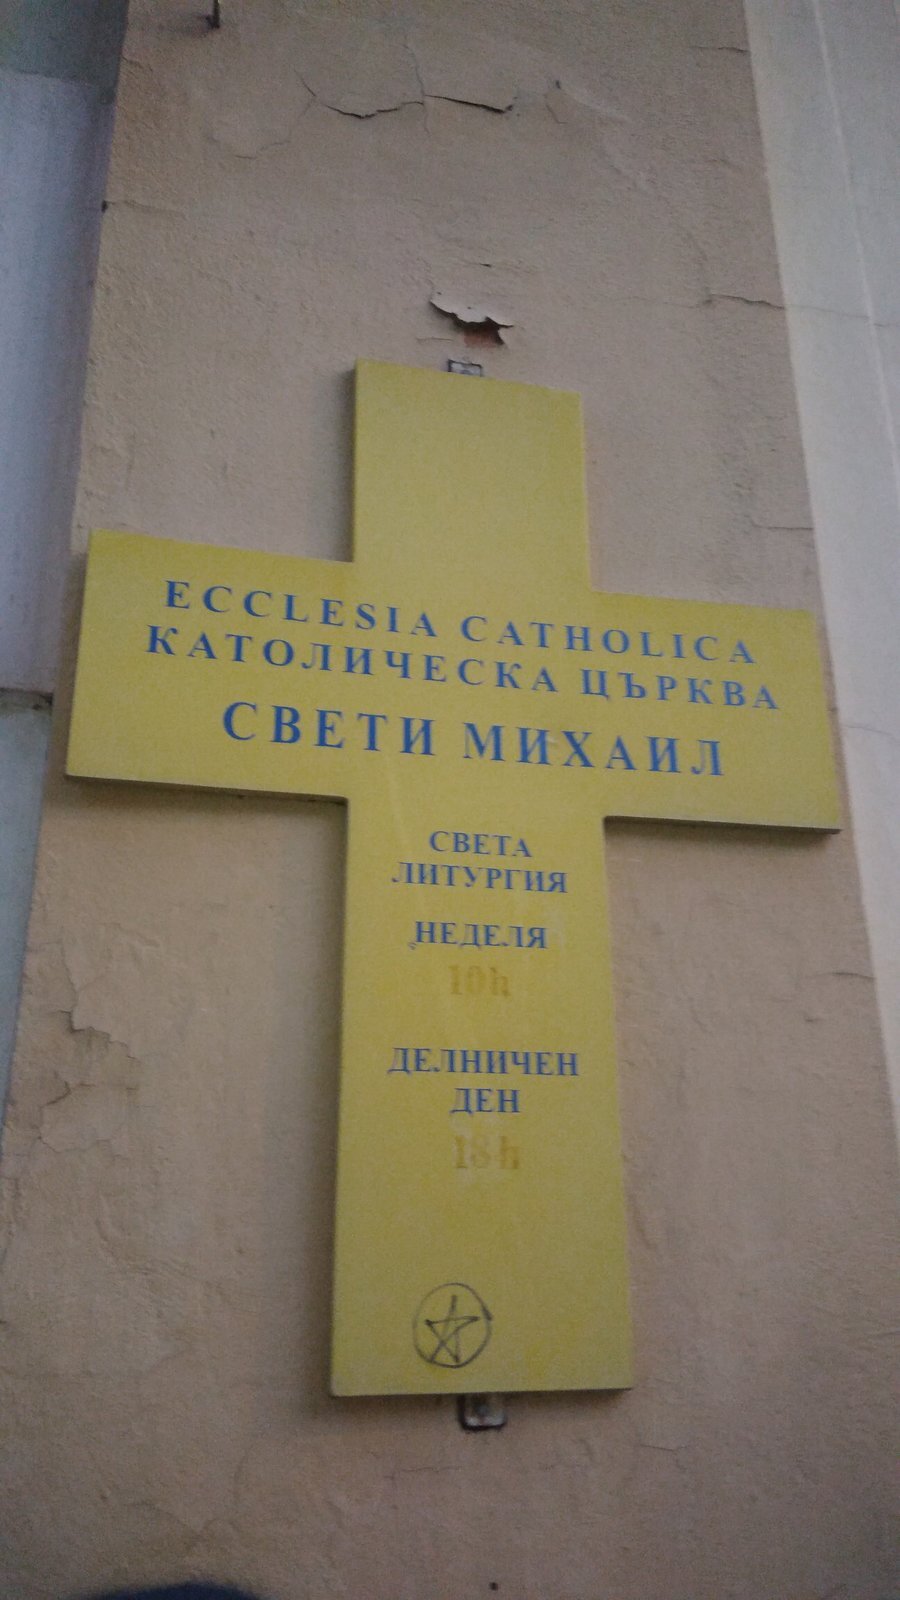 ECCLESIA CATHOLICA
КАТОЛИЧЕСКА ЦЪРКВА
СВЕТИ МИХАИЛ
СВЕТА
ЛИТУРГИЯ
НЕДЕЛЯ
10h
ДЕЛНИЧЕН
ДЕН
18h